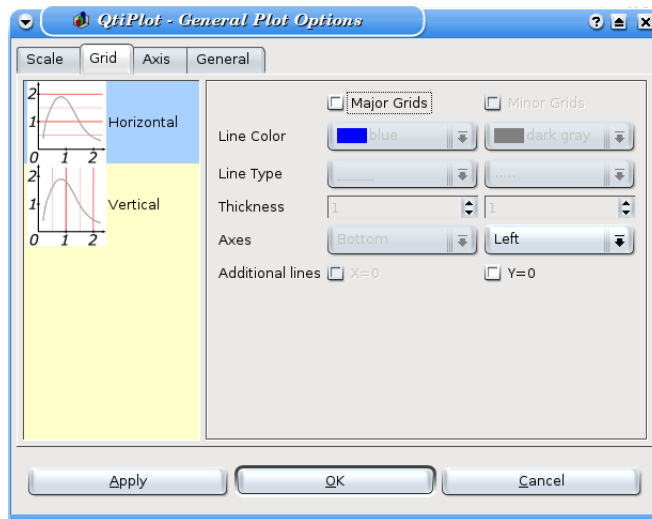 QtiPlot - General Plot Options
Scale Grid Axis General
2
1
0 1 2
Horizontal
2
1
0 1 2
Vertical
Major Grids Minor Grids
Line Color blue dark gray
Line Type
Thickness 1 1
Axes Bottom Left
Additional lines X=0 Y=0
Apply OK Cancel